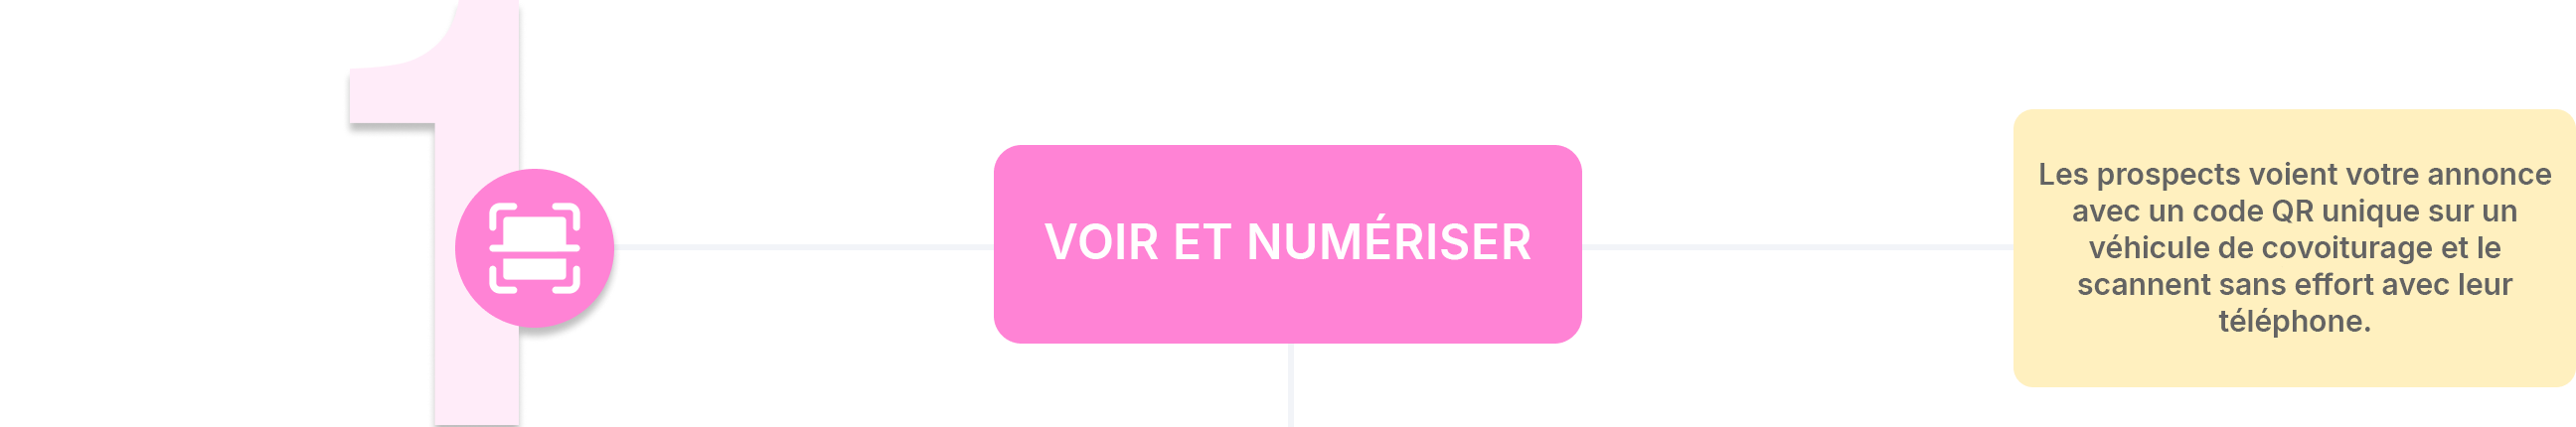 1
VOIR ET NUMÉRISER
Les prospects voient votre annonce
avec un code QR unique sur un
véhicule de covoiturage et le
scannent sans effort avec leur
téléphone.